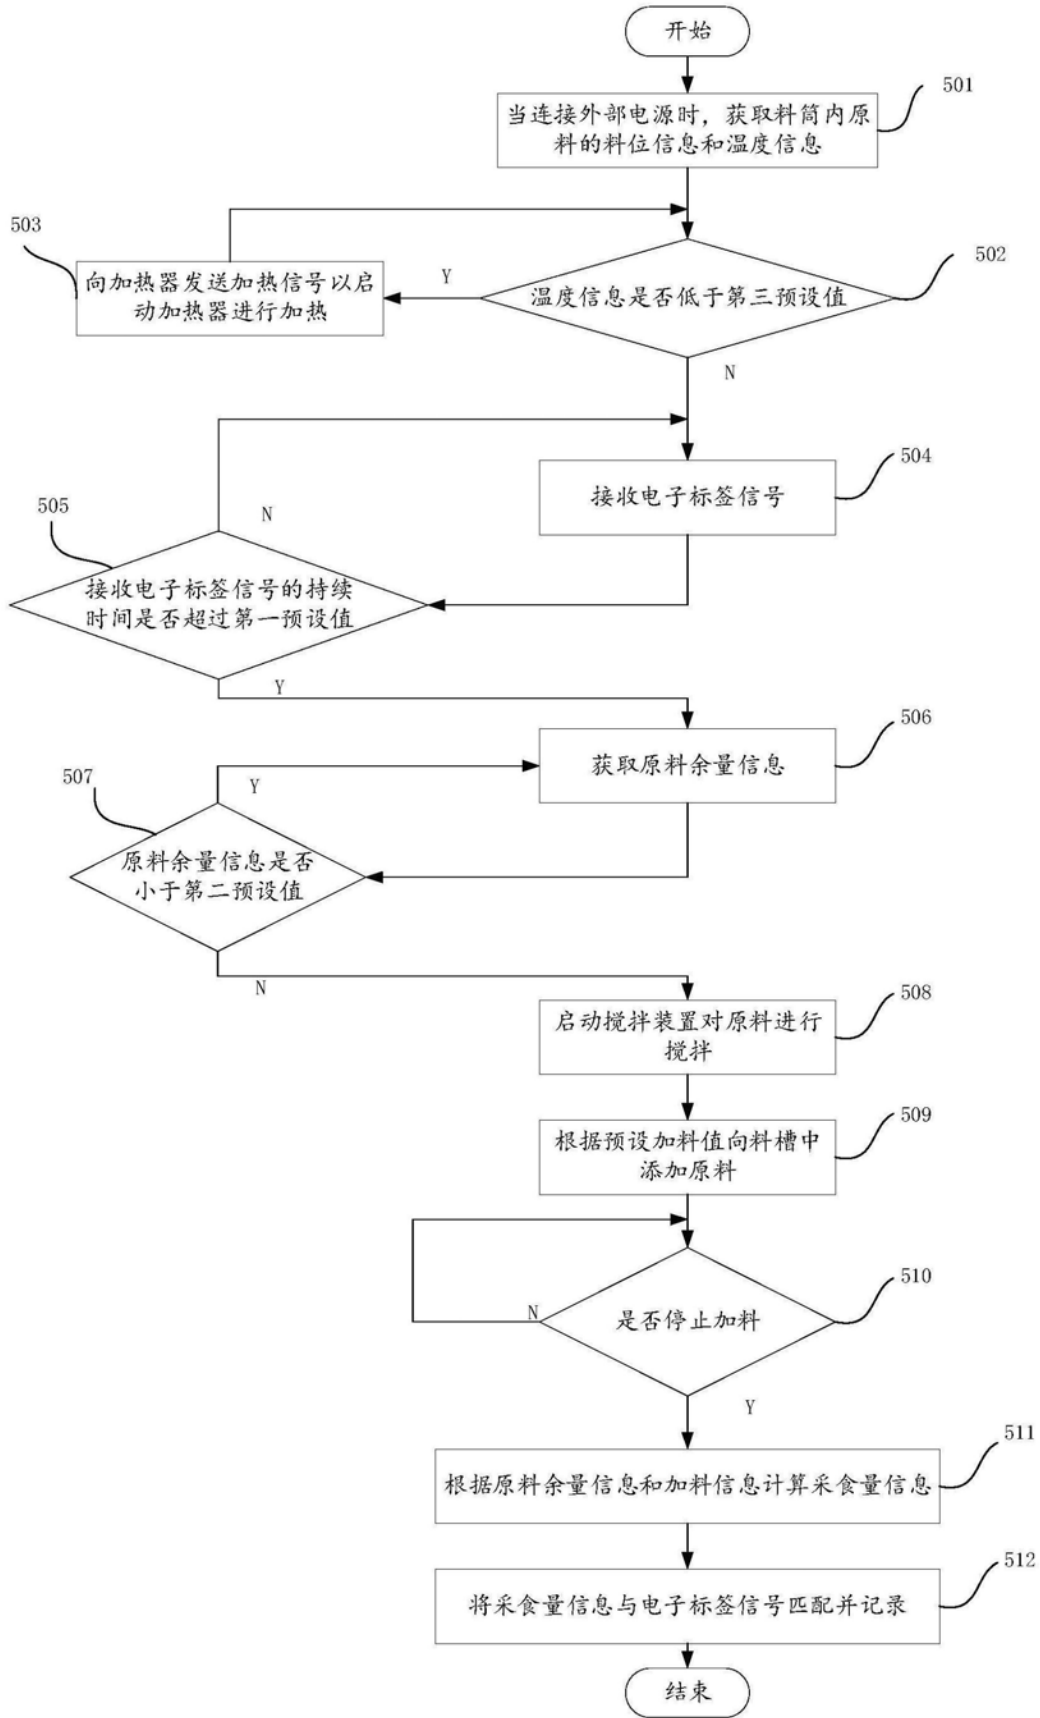 开始
501
当连接外部电源时，获取料筒内原
料的料位信息和温度信息
503
向加热器发送加热信号以启
动加热器进行加热
Y
温度信息是否低于第三预设值
502
N
504
接收电子标签信号
505
N
接收电子标签信号的持续
时间是否超过第一预设值
Y
506
获取原料余量信息
507
Y
原料余量信息是否
小于第二预设值
N
508
启动搅拌装置对原料进行
搅拌
509
根据预设加料值向料槽中
添加原料
510
N
是否停止加料
Y
511
根据原料余量信息和加料信息计算采食量信息
512
将采食量信息与电子标签信号匹配并记录
结束